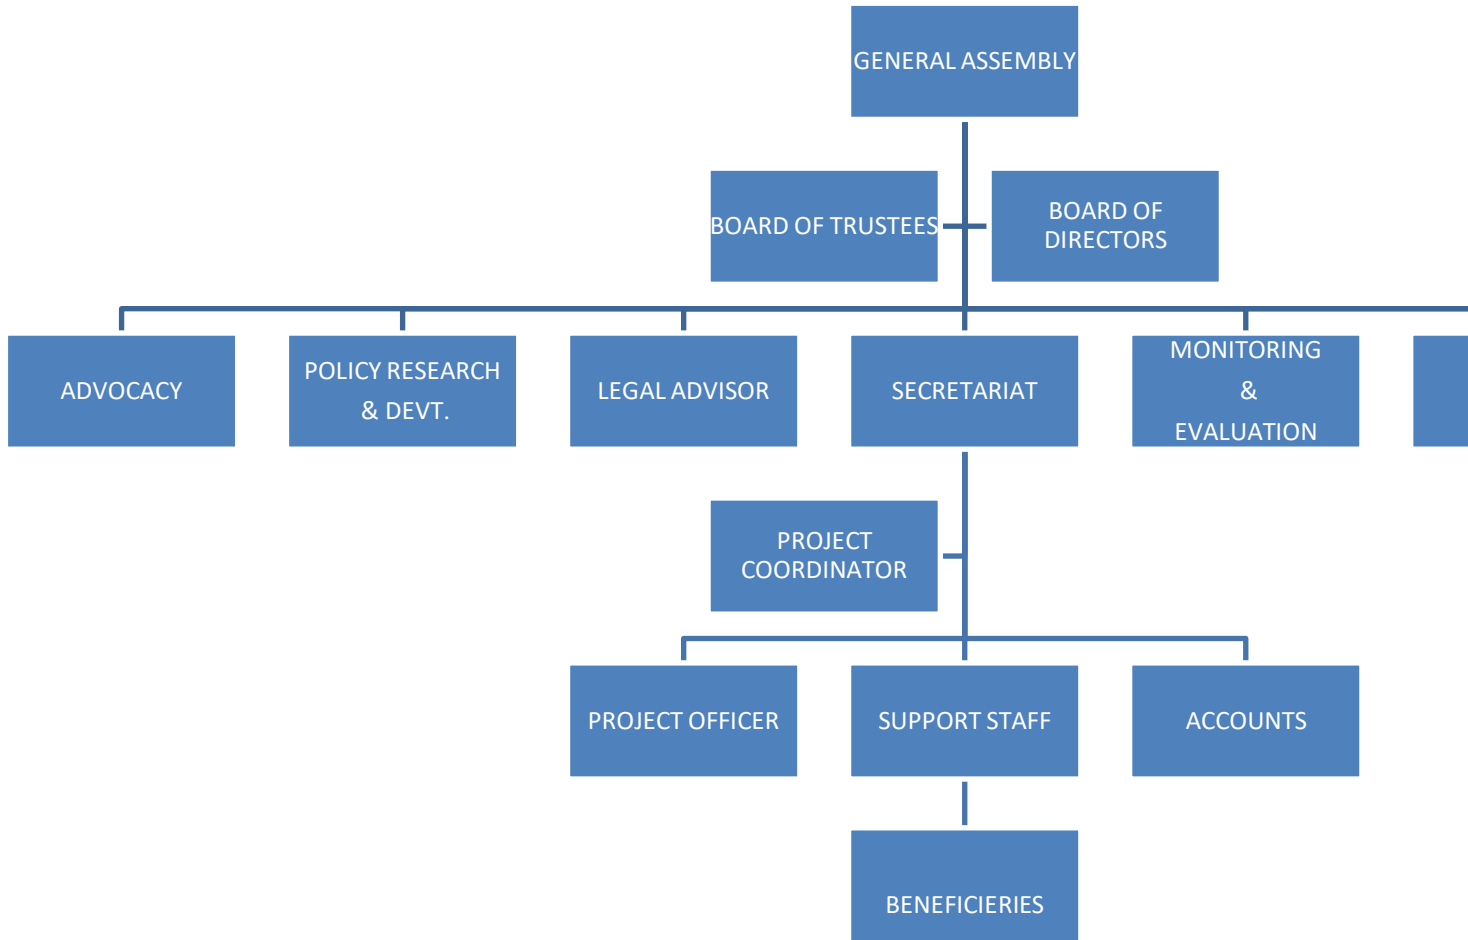 GENERAL ASSEMBLY
BOARD OF TRUSTEES
BOARD OF
DIRECTORS
ADVOCACY
POLICY RESEARCH
& DEVT.
LEGAL ADVISOR
SECRETARIAT
MONITORING
&
EVALUATION
PROJECT
COORDINATOR
PROJECT OFFICER
SUPPORT STAFF
ACCOUNTS
BENEFICIERIES